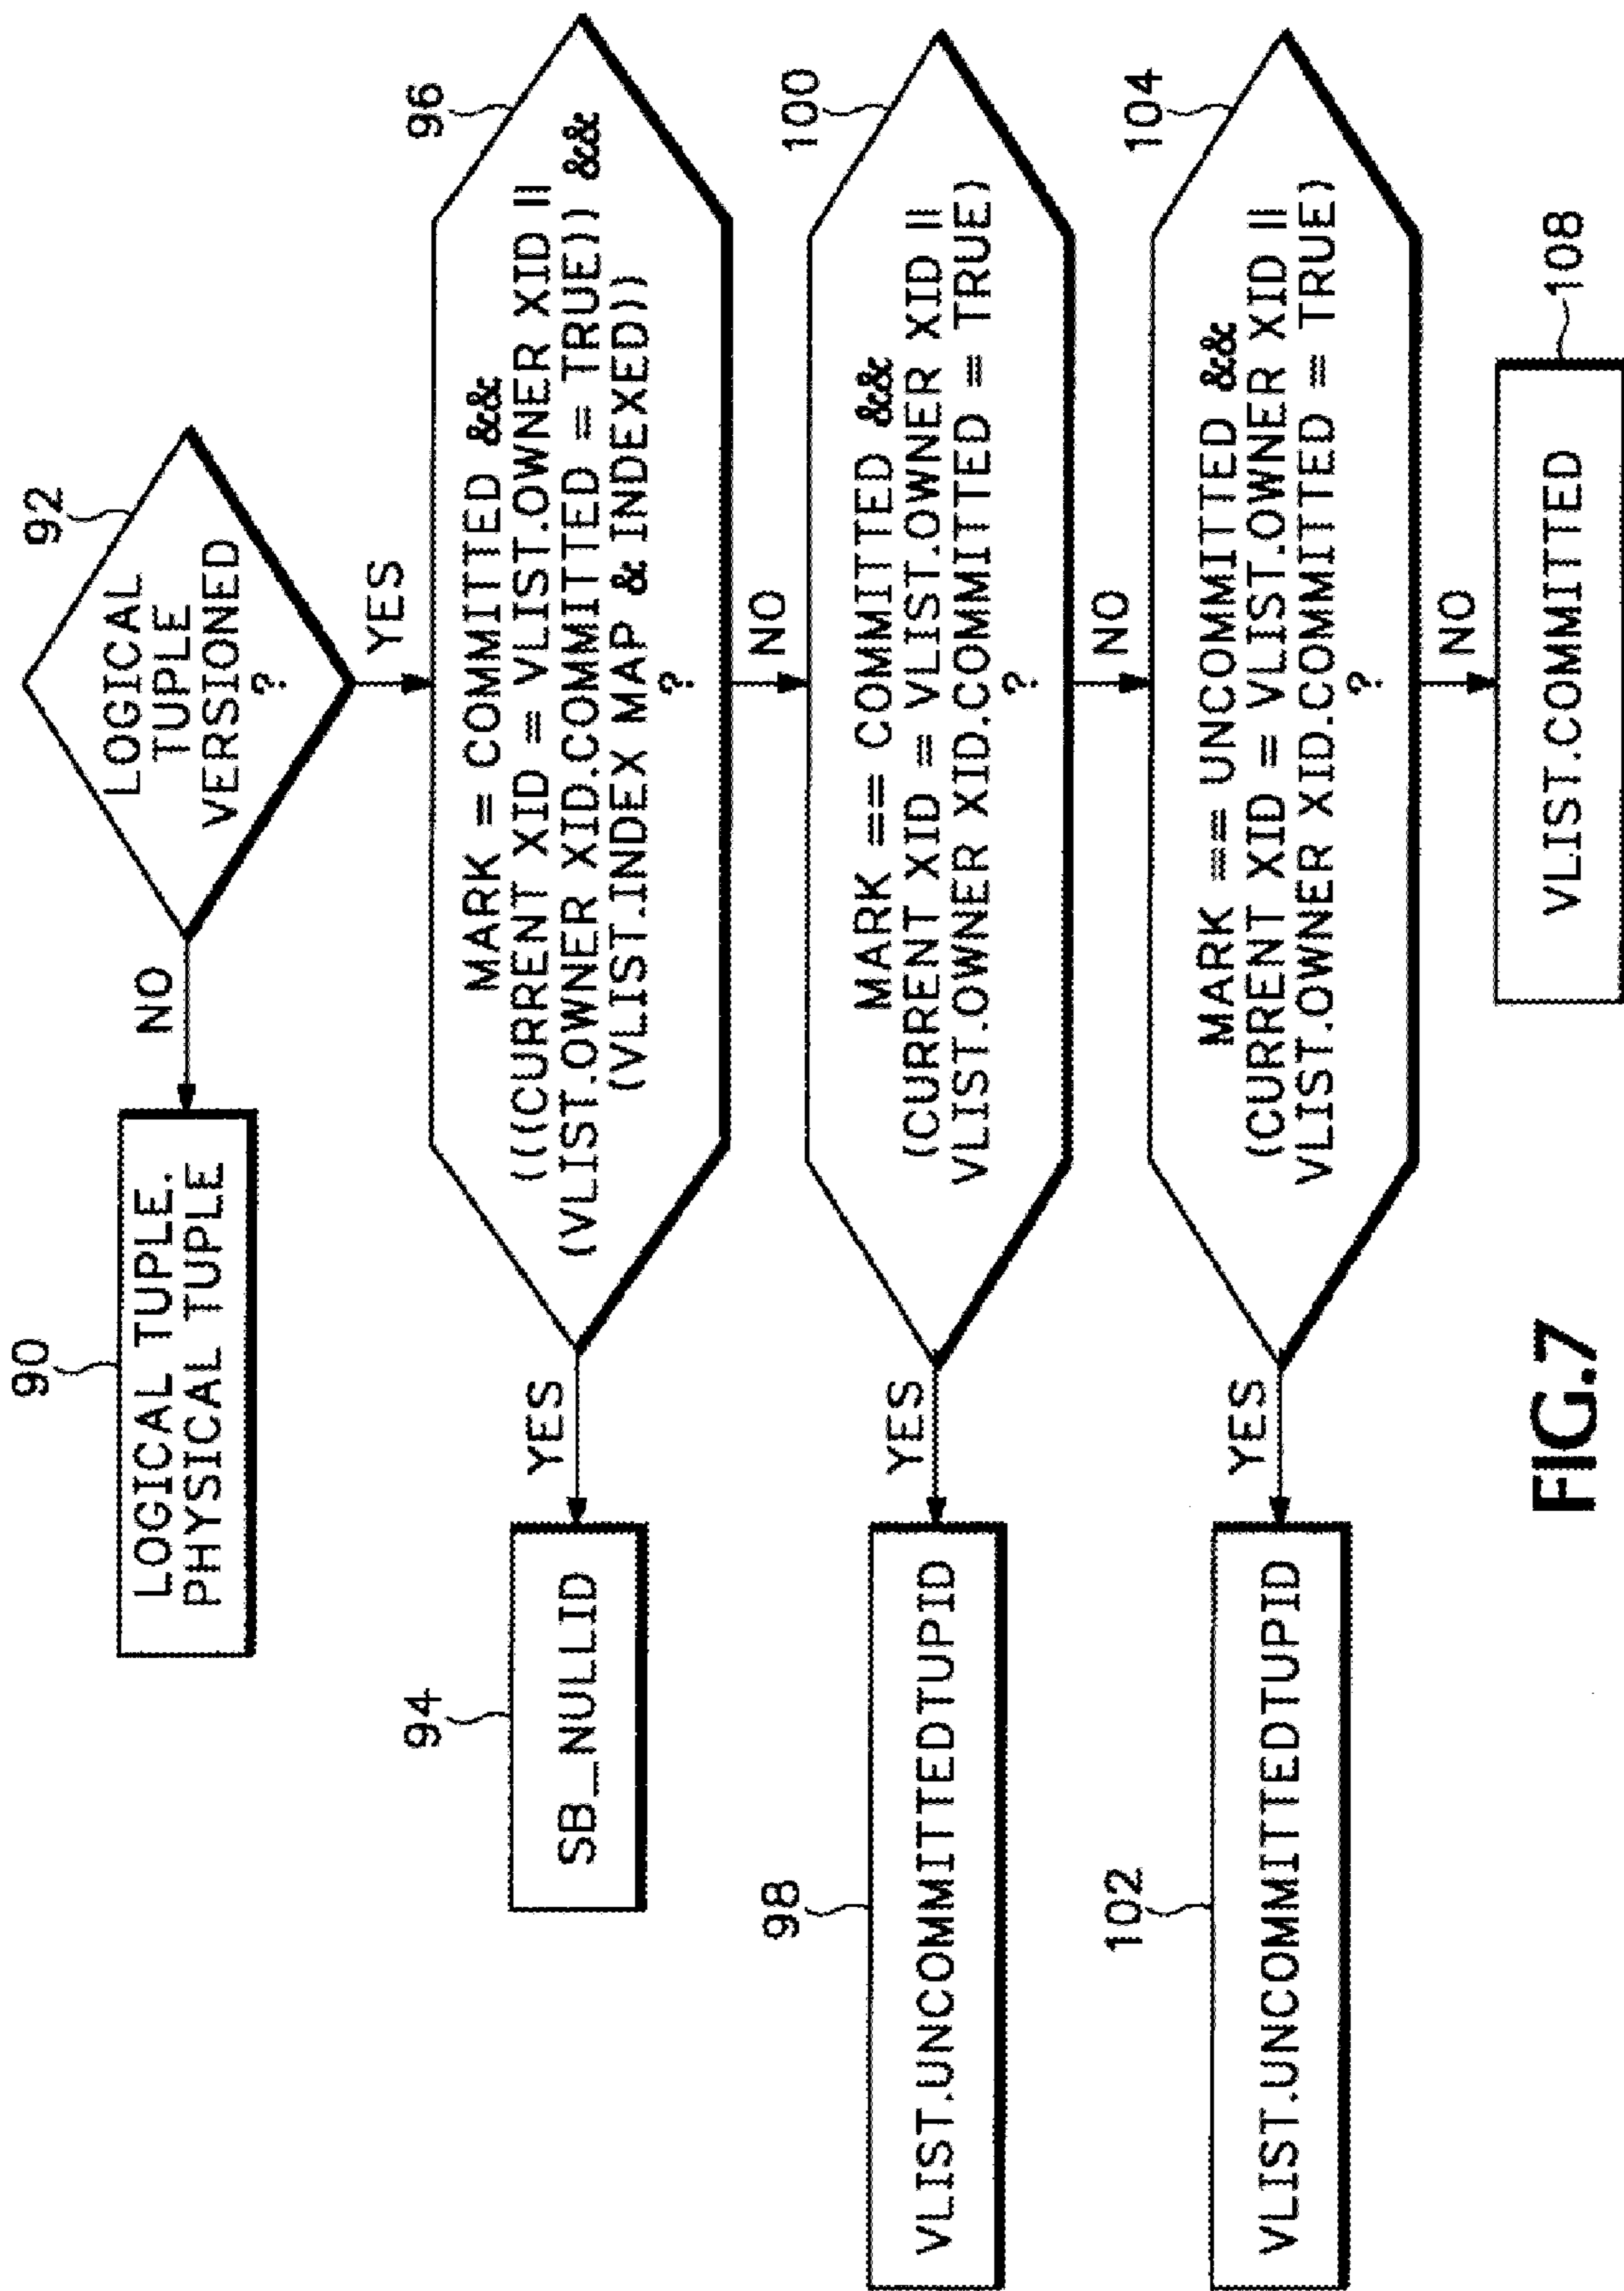 90
LOGICAL TUPLE.
PHYSICAL TUPLE
NO
92
LOGICAL
TUPLE
VERSIONED
?
YES
94
SB_NULLID
YES
96
MARK = COMMITTED &&
(((CURRENT XID = VLIST.OWNER XID ||
(VLIST.OWNER XID.COMMITTED = TRUE)) &&
(VLIST.INDEX MAP & INDEXED))
?
NO
98
VLIST.UNCOMMITTEDTUPID
YES
100
MARK == COMMITTED &&
(CURRENT XID = VLIST.OWNER XID ||
VLIST.OWNER XID.COMMITTED = TRUE)
?
NO
102
VLIST.UNCOMMITTEDTUPID
YES
104
MARK == UNCOMMITTED &&
(CURRENT XID = VLIST.OWNER XID ||
VLIST.OWNER XID.COMMITTED = TRUE)
?
NO
VLIST.COMMITTED
108
FIG.7